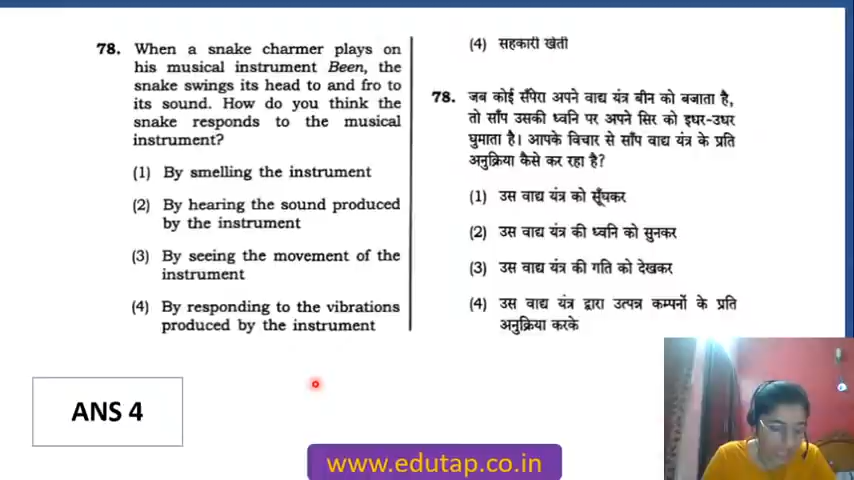 78. When a snake charmer plays on
his musical instrument Been, the
snake swings its head to and fro to
its sound. How do you think the
snake responds to the musical
instrument?
(1) By smelling the instrument
(2) By hearing the sound produced
by the instrument
(3) By seeing the movement of the
instrument
(4) By responding to the vibrations
produced by the instrument
(4) सहकारी खेती
78. जब कोई सँपेरा अपने वाद्य यंत्र बीन को बजाता है,
तो साँप उसकी ध्वनि पर अपने सिर को इधर-उधर
घुमाता है। आपके विचार से साँप वाद्य यंत्र के प्रति
अनुक्रिया कैसे कर रहा है?
(1) उस वाद्य यंत्र को सूँघकर
(2) उस वाद्य यंत्र की ध्वनि को सुनकर
(3) उस वाद्य यंत्र की गति को देखकर
(4) उस वाद्य यंत्र द्वारा उत्पन्न कम्पनों के प्रति
अनुक्रिया करके
ANS 4
www.edutap.co.in